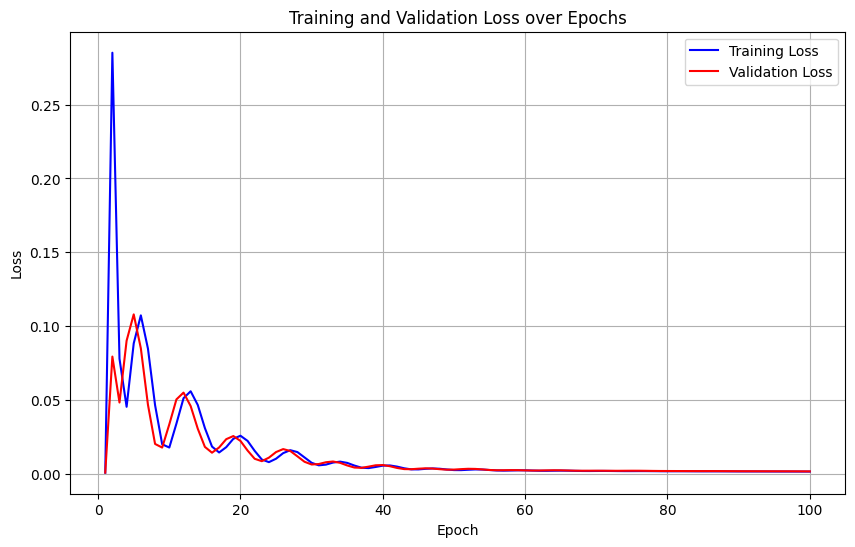 Training and Validation Loss over Epochs
Training Loss
Validation Loss
Loss
0.25
0.20
0.15
0.10
0.05
0.00
0
20
40
60
80
100
Epoch